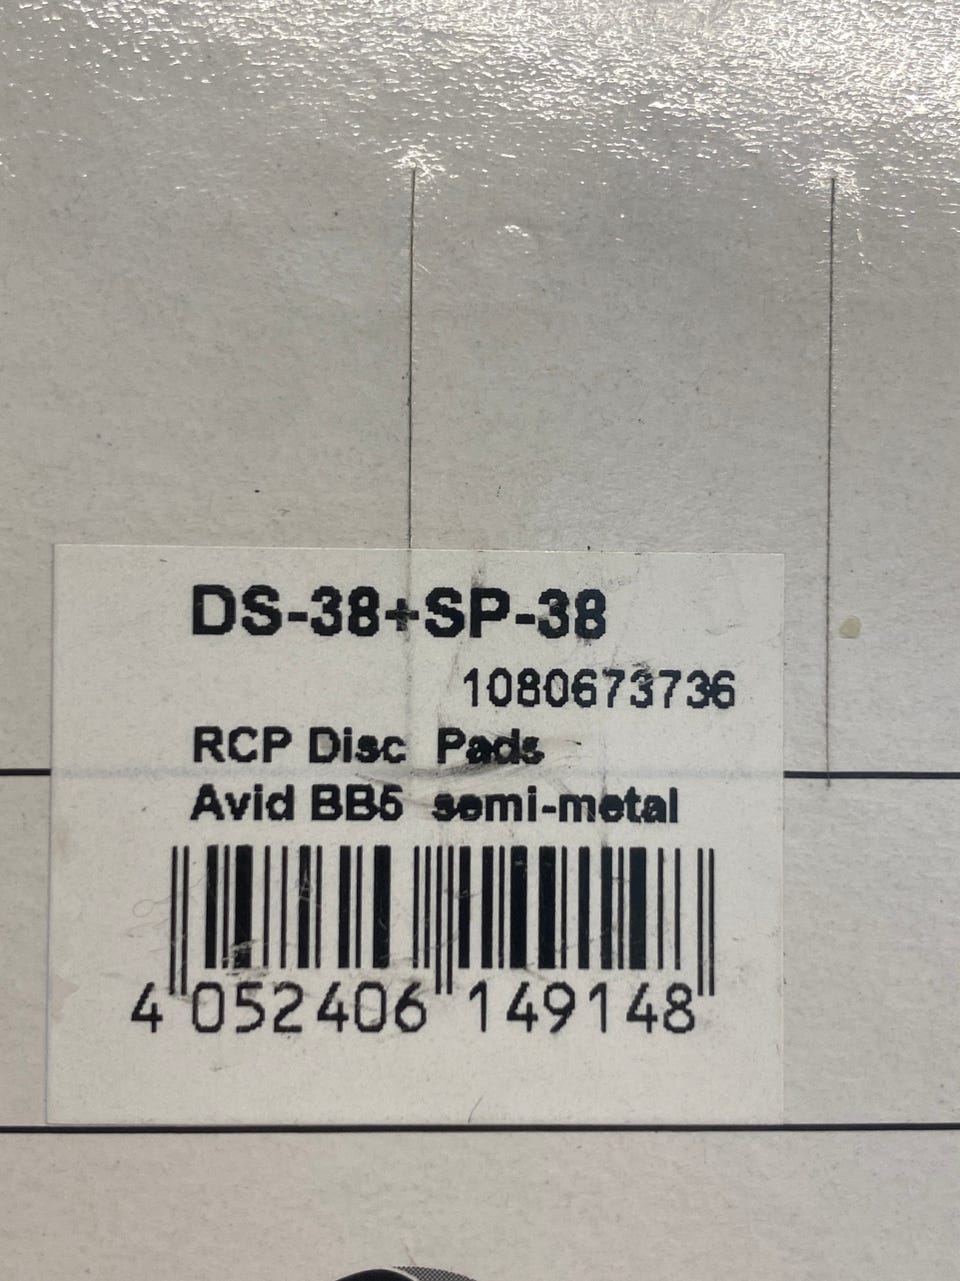 DS-38+SP-38
1080673736
RCP Disc Pads
Avid BB5 semi-metal
4 052406 149148